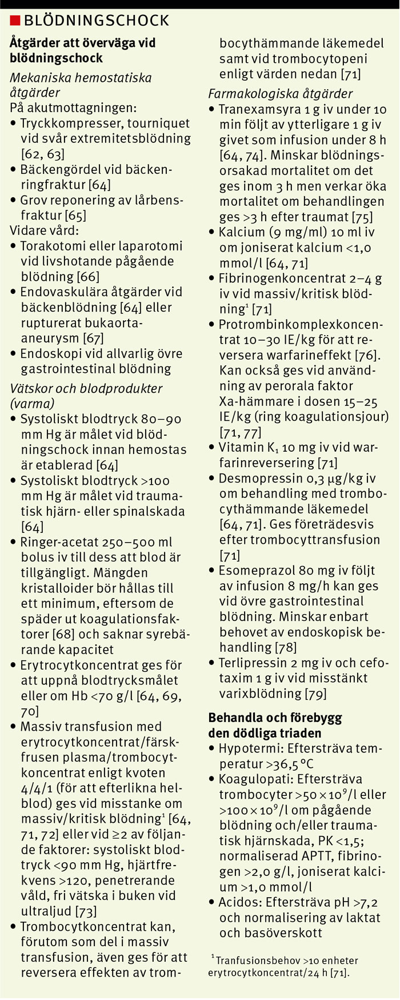 BLÖDNINGSCHOCK
Åtgärder att överväga vid
blödningschock
Mekaniska hemostatiska
åtgärder
På akutmottagningen:
• Tryckkompresser, tourniquet
vid svår extremitetsblödning
[62, 63]
• Bäckengördel vid bäcken-
ringfraktur [64]
• Grov reponering av lårbens-
fraktur [65]
Vidare vård:
• Torakotomi eller laparotomi
vid livshotande pågående
blödning [66]
• Endovaskulära åtgärder vid
bäckenblödning [64] eller
rupturerat bukaorta-
aneurysm [67]
• Endoskopi vid allvarlig övre
gastrointestinal blödning
Vätskor och blodprodukter
(varma)
• Systoliskt blodtryck 80–90
mm Hg är målet vid blöd-
ningschock innan hemostas
är etablerad [64]
• Systoliskt blodtryck >100
mm Hg är målet vid trauma-
tisk hjärn- eller spinalskada
[64]
• Ringer-acetat 250–500 ml
bolus iv till dess att blod är
tillgängligt. Mängden
kristalloider bör hållas till
ett minimum, eftersom de
späder ut koagulationsfak-
torer [68] och saknar syrebä-
rande kapacitet
• Erytrocytkoncentrat ges för
att uppnå blodtrycksmålet
eller om Hb <70 g/l [64, 69,
70]
• Massiv transfusion med
erytrocytkoncentrat/färsk-
frusen plasma/trombocyt-
koncentrat enligt kvoten
4/4/1 (för att efterlikna hel-
blod) ges vid misstanke om
massiv/kritisk blödning¹ [64,
71, 72] eller vid ≥2 av följan-
de faktorer: systoliskt blod-
tryck <90 mm Hg, hjärtfre-
kvens >120, penetrerande
våld, fri vätska i buken vid
ultraljud [73]
• Trombocytkoncentrat kan,
förutom som del i massiv
transfusion, även ges för att
reversera effekten av trom-
bocythämmande läkemedel
samt vid trombocytopeni
enligt värden nedan [71]
Farmakologiska åtgärder
• Tranexamsyra 1 g iv under 10
min följt av ytterligare 1 g iv
givet som infusion under 8 h
[64, 74]. Minskar blödnings-
orsakad mortalitet om det
ges inom 3 h men verkar öka
mortalitet om behandlingen
ges >3 h efter traumat [75]
• Kalcium (9 mg/ml) 10 ml iv
om joniserat kalcium <1,0
mmol/l [64, 71]
• Fibrinogenkoncentrat 2–4 g
iv vid massiv/kritisk blöd-
ning¹ [71]
• Protrombinkomplexkoncen-
trat 10–30 IE/kg för att re-
versera warfarineffekt [76].
Kan också ges vid använd-
ning av perorala faktor
Xa-hämmare i dosen 15–25
IE/kg (ring koagulationsjour)
[71, 77]
• Vitamin K₁ 10 mg iv vid war-
farinreversering [71]
• Desmopressin 0,3 µg/kg iv
om behandling med trombo-
cythämmande läkemedel
[64, 71]. Ges företrädesvis
efter trombocyttransfusion
[71]
• Esomeprazol 80 mg iv följt
av infusion 8 mg/h kan ges
vid övre gastrointestinal
blödning. Minskar enbart
behovet av endoskopisk be-
handling [78]
• Terlipressin 2 mg iv och cefo-
taxim 1 g iv vid misstänkt
varixblödning [79]
Behandla och förebygg
den dödliga triaden
• Hypotermi: Eftersträva tem-
peratur >36,5 °C
• Koagulopati: Eftersträva
trombocyter >50 × 10⁹/l eller
>100 × 10⁹/l om pågående
blödning och/eller trauma-
tisk hjärnskada, PK <1,5;
normaliserad APTT, fibrino-
gen >2,0 g/l, joniserat kalci-
um >1,0 mmol/l
• Acidos: Eftersträva pH >7,2
och normalisering av laktat
och basöverskott
¹ Tranfusionsbehov >10 enheter
erytrocytkoncentrat/24 h [71].